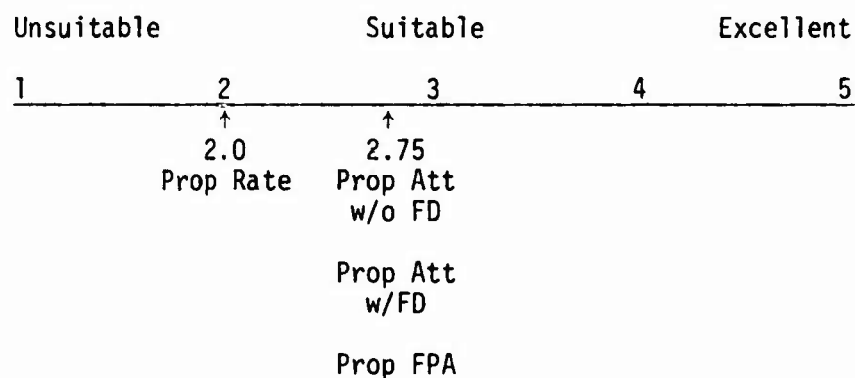 Unsuitable Suitable Excellent
1 2 3 4 5
↑ ↑
2.0 2.75
Prop Rate Prop Att
w/o FD
Prop Att
w/FD
Prop FPA